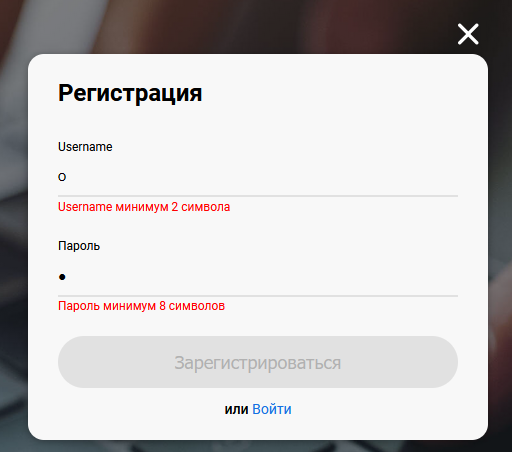 Регистрация
Username
o
Username минимум 2 символа
Пароль
●
Пароль минимум 8 символов
Зарегистрироваться
или Войти